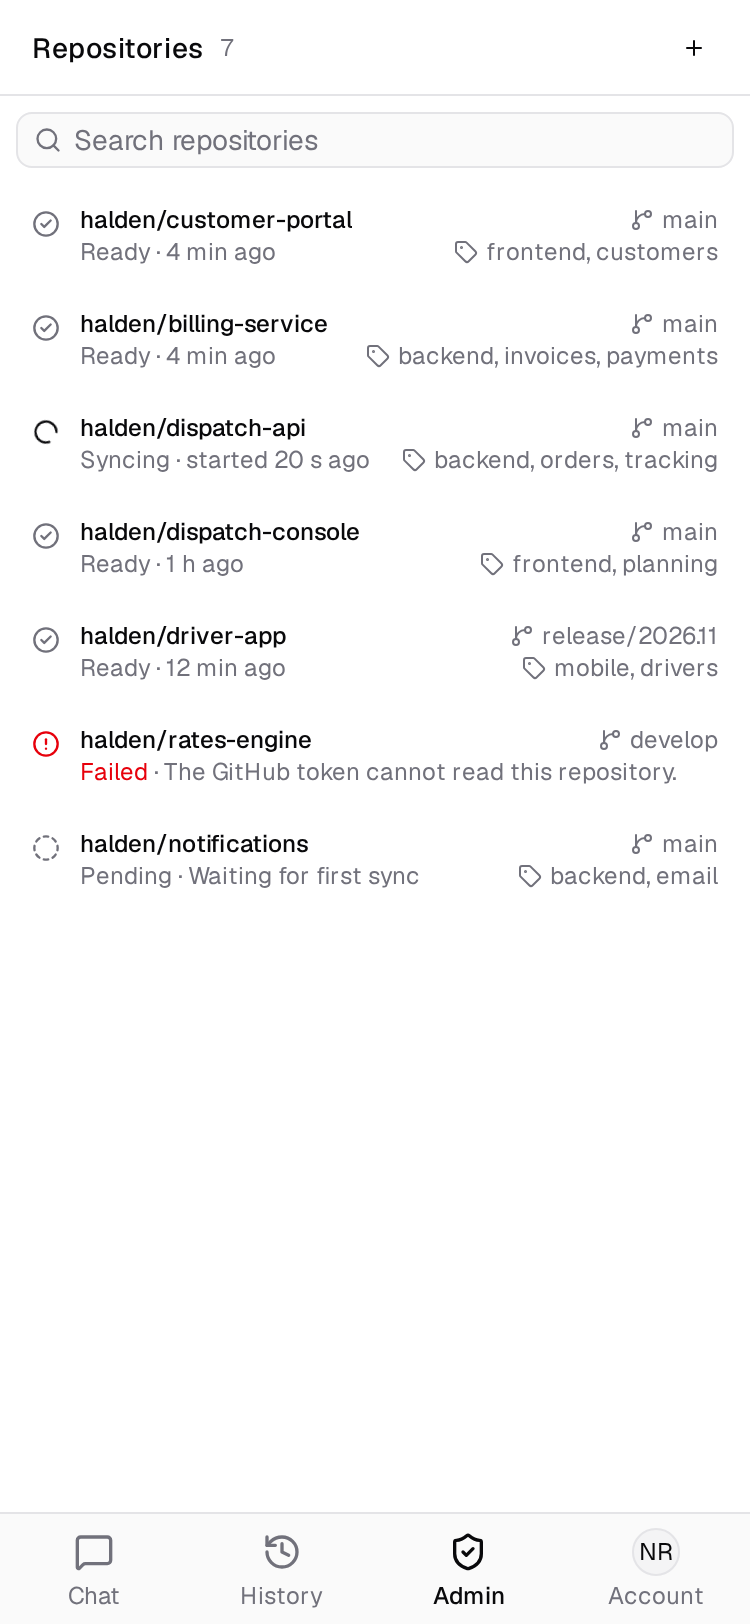 Repositories 7
Search repositories
halden/customer-portal main
Ready · 4 min ago frontend, customers
halden/billing-service main
Ready · 4 min ago backend, invoices, payments
halden/dispatch-api main
Syncing · started 20 s ago backend, orders, tracking
halden/dispatch-console main
Ready · 1 h ago frontend, planning
halden/driver-app release/2026.11
Ready · 12 min ago mobile, drivers
halden/rates-engine develop
Failed · The GitHub token cannot read this repository.
halden/notifications main
Pending · Waiting for first sync backend, email
NR
Chat History Admin Account